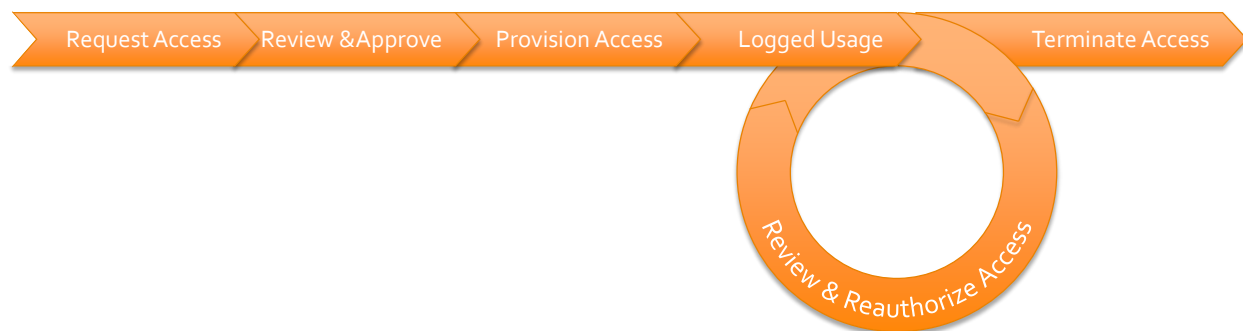 Request Access
Review &Approve
Provision Access
Logged Usage
Terminate Access
Review & Reauthorize Access